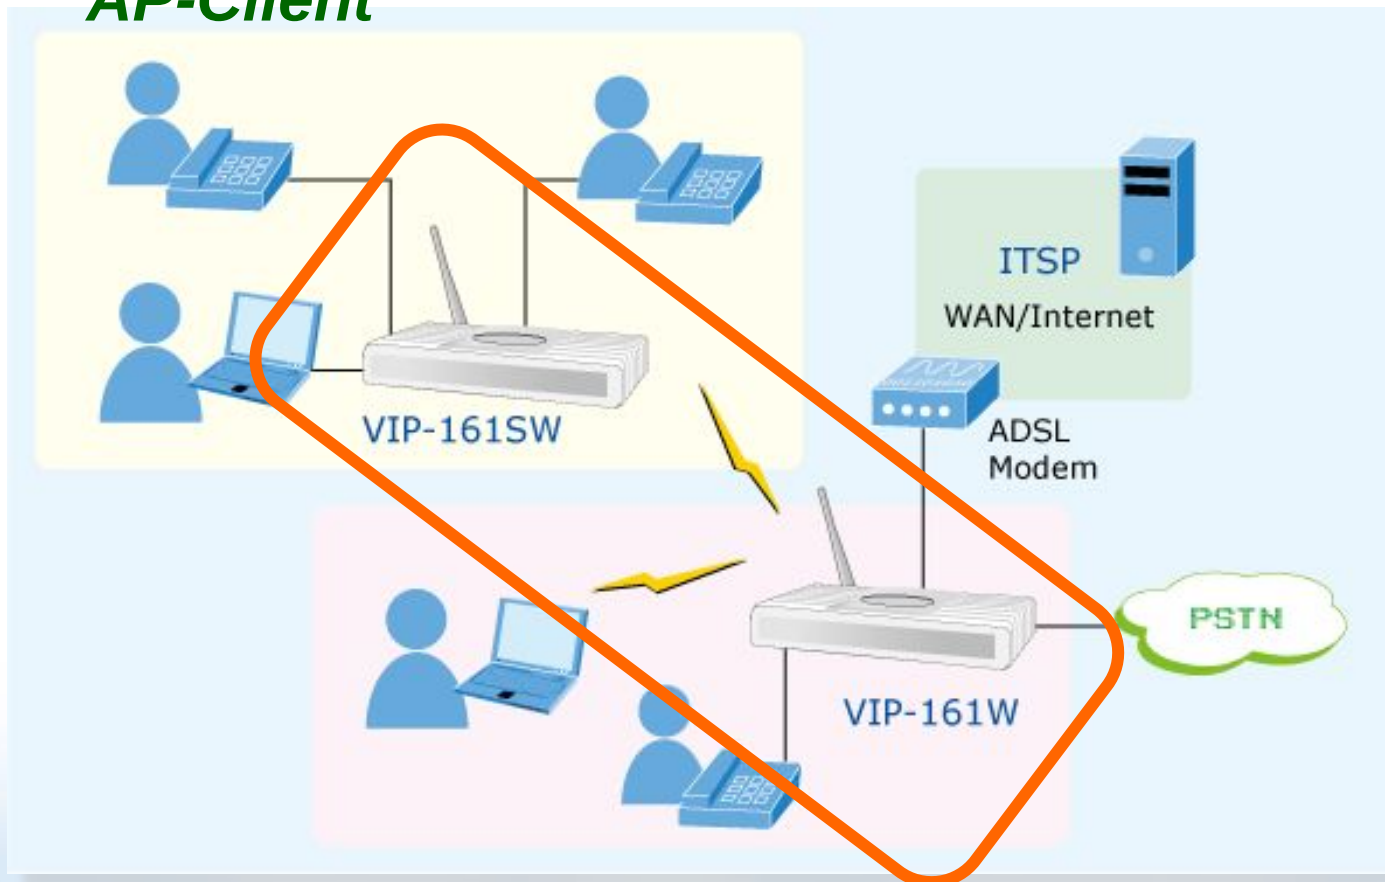 AP-Client
ITSP
WAN/Internet
VIP-161SW
ADSL
Modem
PSTN
VIP-161W